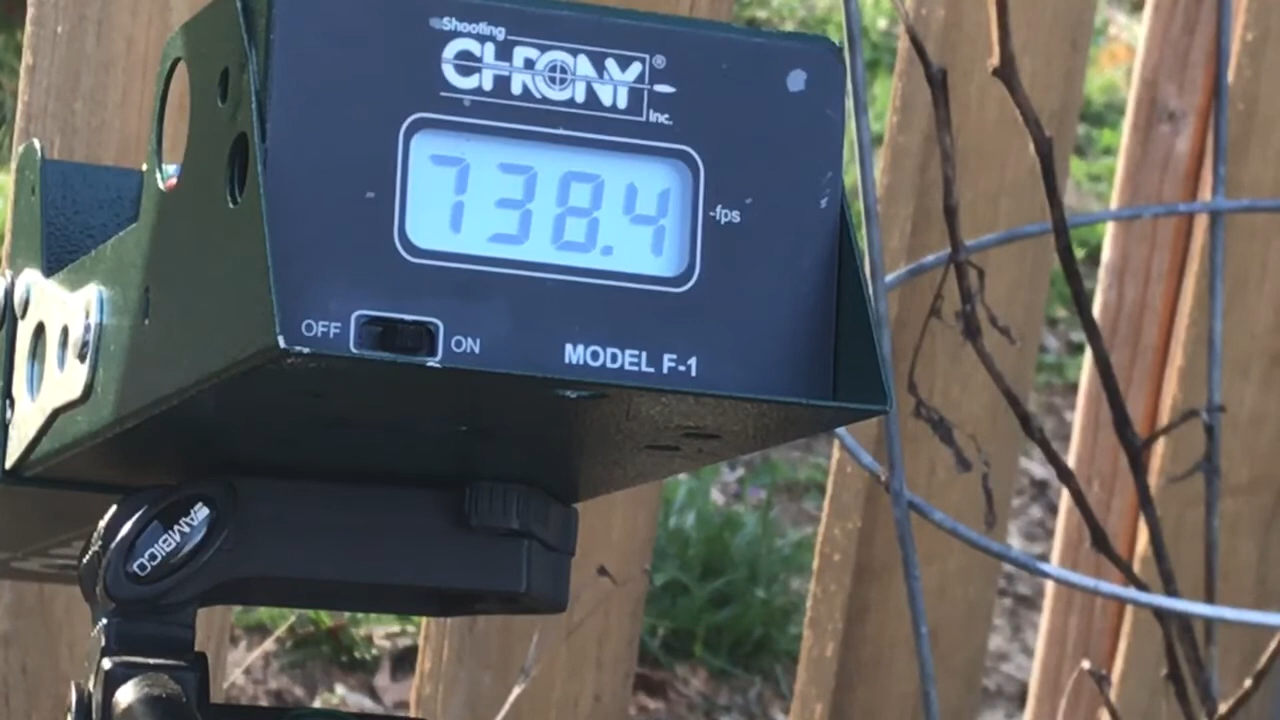 Shooting
CHRONY®
Inc.
738.4
-fps
OFF ON
MODEL F-1
AMBICO